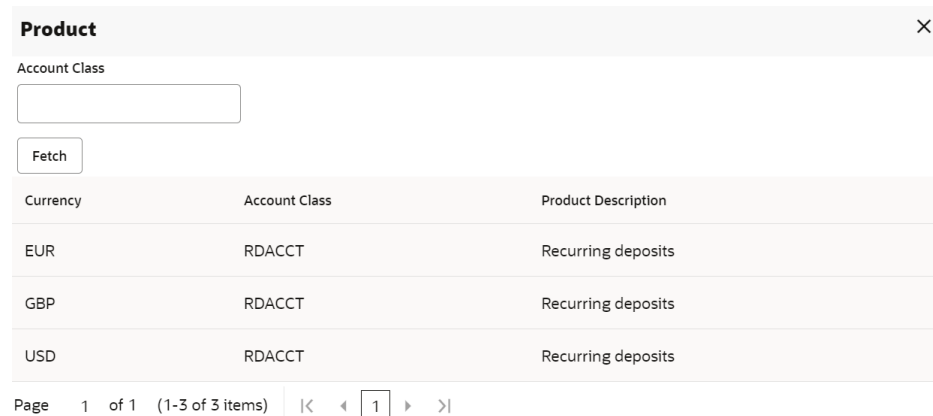 Product
Account Class
Fetch
Currency Account Class Product Description
EUR RDACCT Recurring deposits
GBP RDACCT Recurring deposits
USD RDACCT Recurring deposits
Page 1 of 1 (1-3 of 3 items) 1